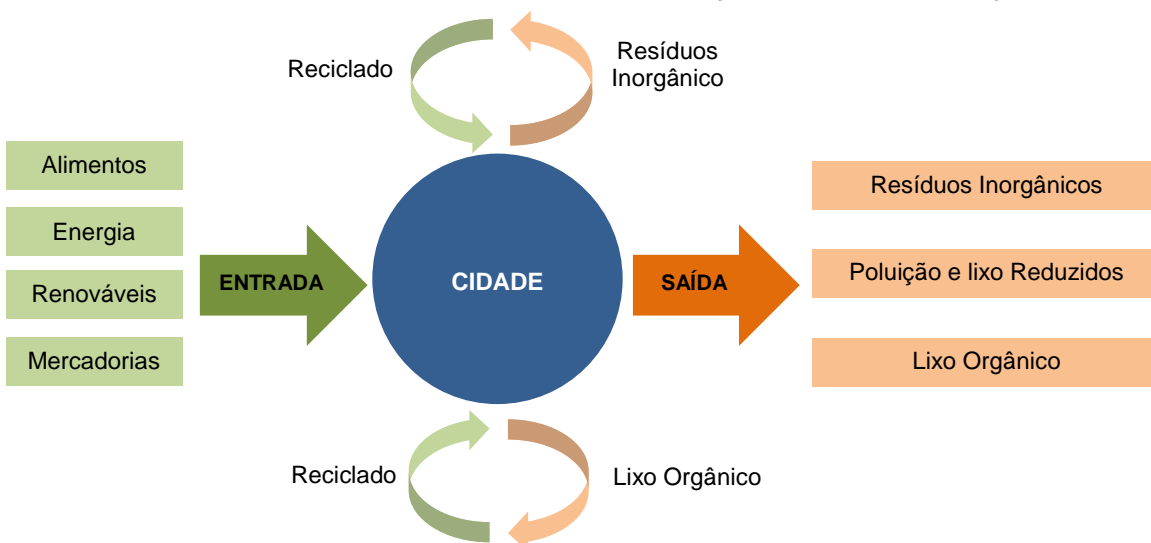 Reciclado
Resíduos
Inorgânico
Alimentos
Energia
Renováveis
Mercadorias
ENTRADA
CIDADE
SAÍDA
Resíduos Inorgânicos
Poluição e lixo Reduzidos
Lixo Orgânico
Reciclado
Lixo Orgânico